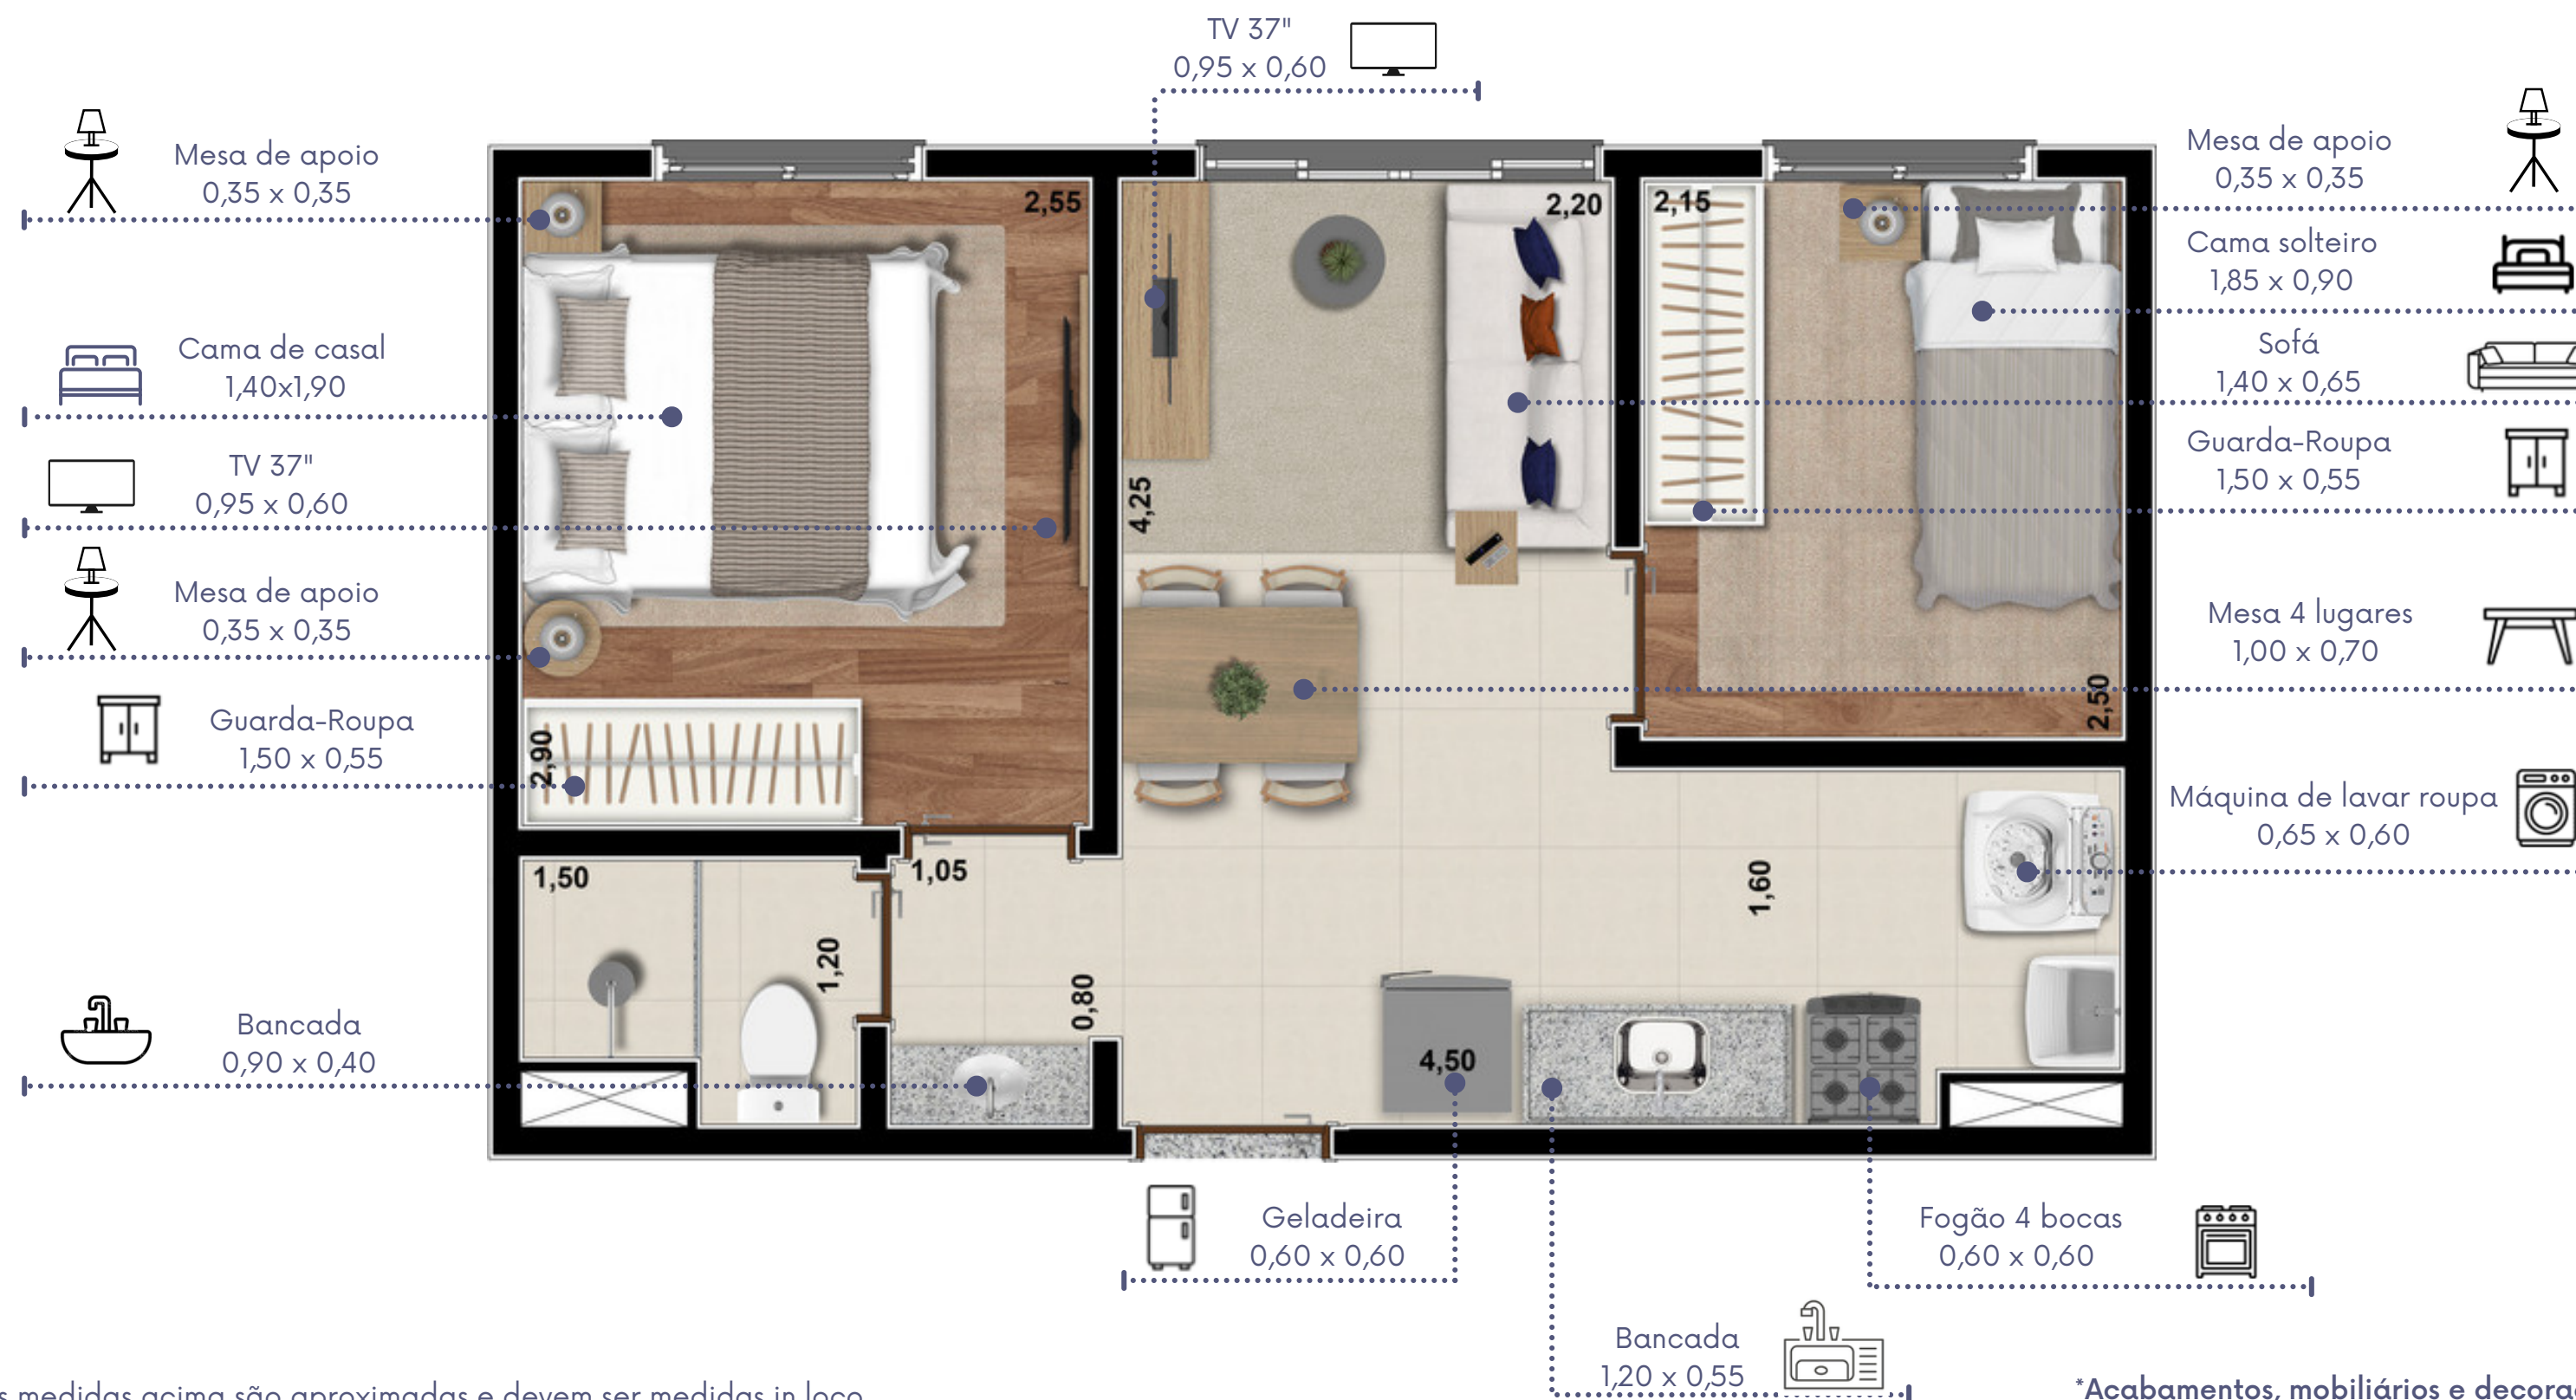 TV 37"
0,95 x 0,60
Mesa de apoio
0,35 x 0,35
Cama de casal
1,40x1,90
TV 37"
0,95 x 0,60
Mesa de apoio
0,35 x 0,35
Guarda-Roupa
1,50 x 0,55
Bancada
0,90 x 0,40
2,55
2,20
2,15
4,25
2,90
2,50
1,50
1,05
1,20
0,80
1,60
4,50
Mesa de apoio
0,35 x 0,35
Cama solteiro
1,85 x 0,90
Sofá
1,40 x 0,65
Guarda-Roupa
1,50 x 0,55
Mesa 4 lugares
1,00 x 0,70
Máquina de lavar roupa
0,65 x 0,60
Geladeira
0,60 x 0,60
Fogão 4 bocas
0,60 x 0,60
Bancada
1,20 x 0,55
medidas acima são aproximadas e devem ser medidas in loco
*Acabamentos, mobiliários e